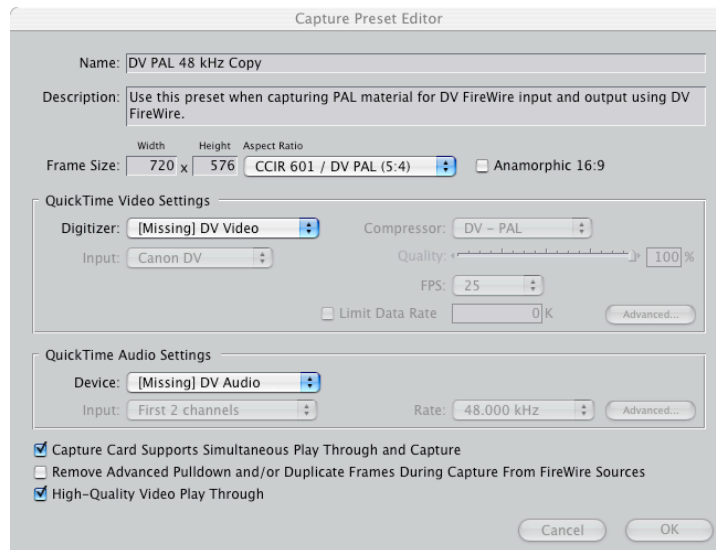 Capture Preset Editor
Name: DV PAL 48 kHz Copy
Description: Use this preset when capturing PAL material for DV FireWire input and output using DV
FireWire.
Width Height Aspect Ratio
Frame Size: 720 x 576 CCIR 601 / DV PAL (5:4) Anamorphic 16:9
QuickTime Video Settings
Digitizer: [Missing] DV Video Compressor: DV – PAL
Input: Canon DV Quality: 100 %
FPS: 25
Limit Data Rate 0 K Advanced...
QuickTime Audio Settings
Device: [Missing] DV Audio
Input: First 2 channels Rate: 48.000 kHz Advanced...
Capture Card Supports Simultaneous Play Through and Capture
Remove Advanced Pulldown and/or Duplicate Frames During Capture From FireWire Sources
High-Quality Video Play Through
Cancel OK